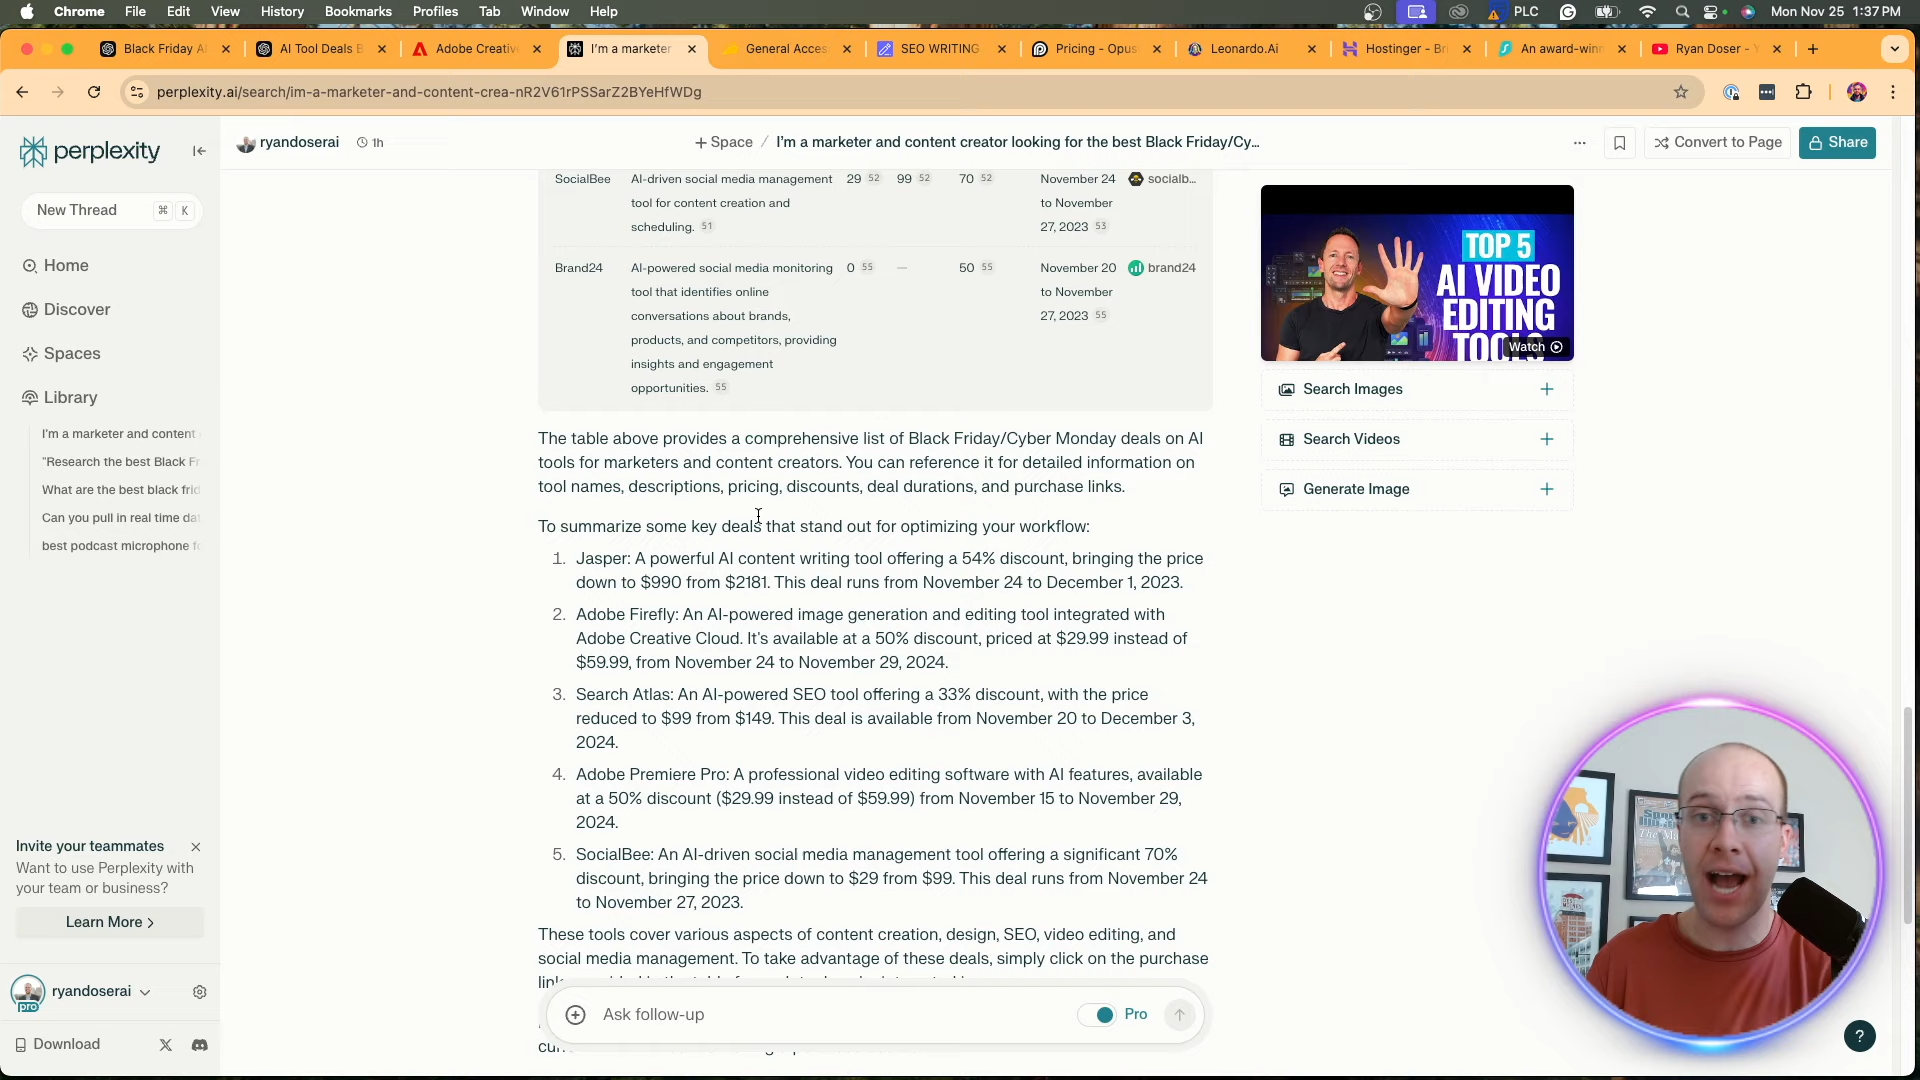 Chrome File Edit View History Bookmarks Profiles Tab Window Help PLC Mon Nov 25 1:37 PM
Black Friday AI AI Tool Deals B Adobe Creativ I'm a marketer General Acces SEO WRITING Pricing - Opus Leonardo.Ai Hostinger - Br An award-winn Ryan Doser - Y
perplexity.ai/search/im-a-marketer-and-content-crea-nR2V61rPSSarZ2BYeHfWDg
perplexity
New Thread ⌘ K
Home
Discover
Spaces
Library
I'm a marketer and content
"Research the best Black Fr
What are the best black frid
Can you pull in real time dat
best podcast microphone fo
Invite your teammates
Want to use Perplexity with
your team or business?
Learn More >
ryandoserai
pro
Download
ryandoserai 1h
Space / I'm a marketer and content creator looking for the best Black Friday/Cy...
Convert to Page
Share
SocialBee AI-driven social media management 29 52 99 52 70 52 November 24 socialb...
tool for content creation and to November
scheduling. 51 27, 2023 53
Brand24 AI-powered social media monitoring 0 55 — 50 55 November 20 brand24
tool that identifies online to November
conversations about brands, 27, 2023 55
products, and competitors, providing
insights and engagement
opportunities. 55
The table above provides a comprehensive list of Black Friday/Cyber Monday deals on AI
tools for marketers and content creators. You can reference it for detailed information on
tool names, descriptions, pricing, discounts, deal durations, and purchase links.
To summarize some key deals that stand out for optimizing your workflow:
1. Jasper: A powerful AI content writing tool offering a 54% discount, bringing the price
down to $990 from $2181. This deal runs from November 24 to December 1, 2023.
2. Adobe Firefly: An AI-powered image generation and editing tool integrated with
Adobe Creative Cloud. It's available at a 50% discount, priced at $29.99 instead of
$59.99, from November 24 to November 29, 2024.
3. Search Atlas: An AI-powered SEO tool offering a 33% discount, with the price
reduced to $99 from $149. This deal is available from November 20 to December 3,
2024.
4. Adobe Premiere Pro: A professional video editing software with AI features, available
at a 50% discount ($29.99 instead of $59.99) from November 15 to November 29,
2024.
5. SocialBee: An AI-driven social media management tool offering a significant 70%
discount, bringing the price down to $29 from $99. This deal runs from November 24
to November 27, 2023.
These tools cover various aspects of content creation, design, SEO, video editing, and
social media management. To take advantage of these deals, simply click on the purchase
Ask follow-up
Pro
TOP 5
AI VIDEO
EDITING
TOOLS
Watch
Search Images
Search Videos
Generate Image
?